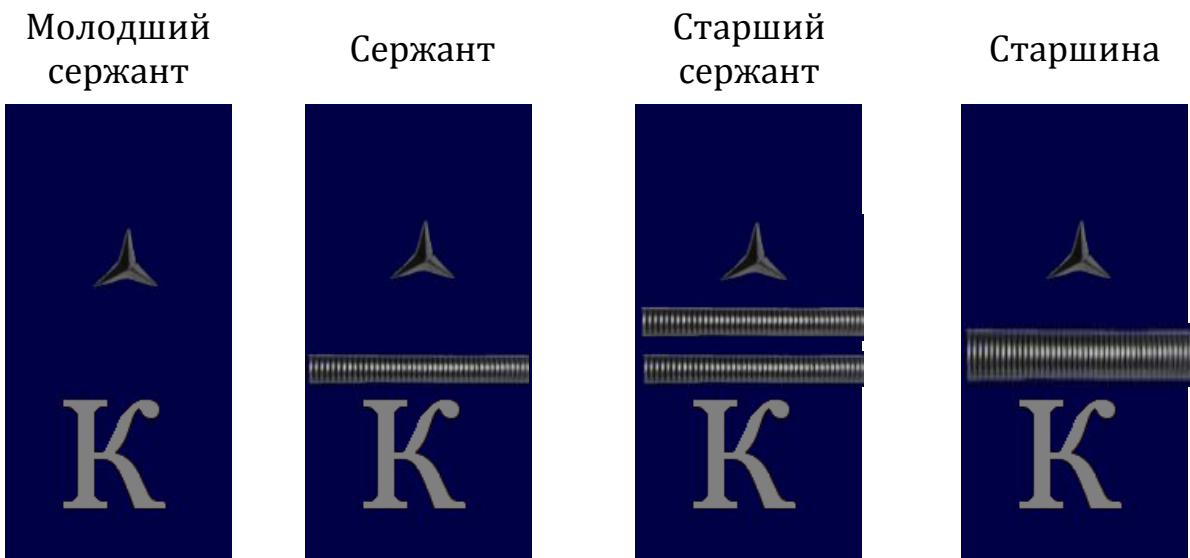 Молодший
сержант
Сержант
Старший
сержант
Старшина
К
К
К
К